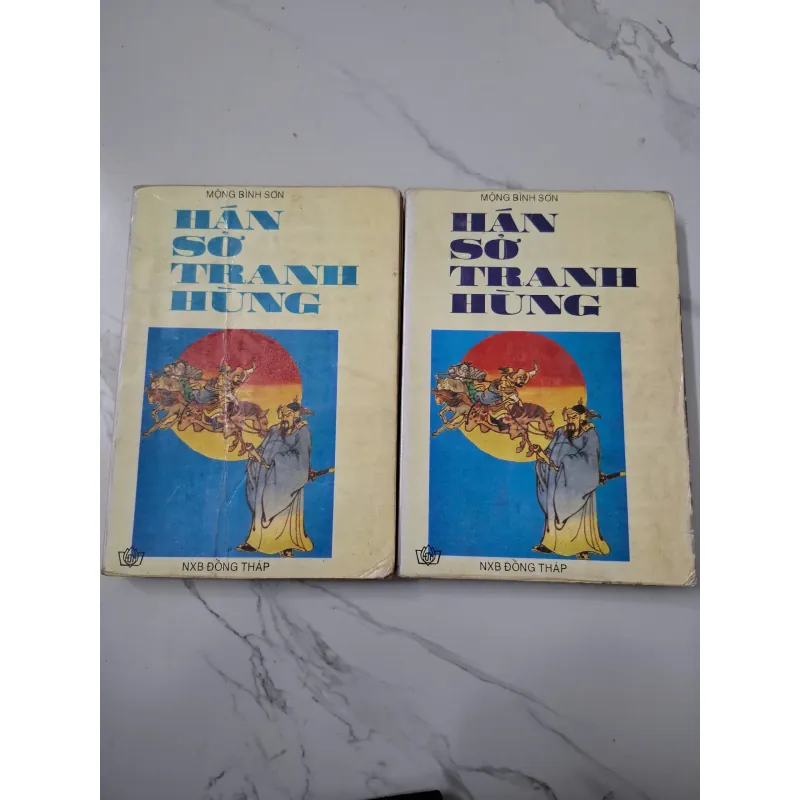 MỘNG BÌNH SƠN
HÁN
SỞ
TRANH
HÙNG
NXB ĐỒNG THÁP
MỘNG BÌNH SƠN
HÁN
SỞ
TRANH
HÙNG
NXB ĐỒNG THÁP